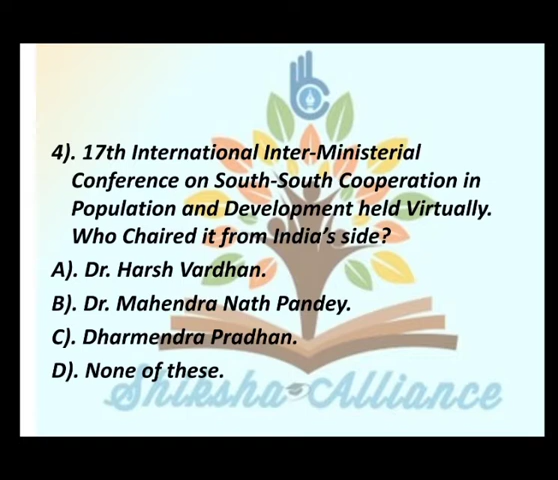 4). 17th International Inter-Ministerial
Conference on South-South Cooperation in
Population and Development held Virtually.
Who Chaired it from India's side?
A). Dr. Harsh Vardhan.
B). Dr. Mahendra Nath Pandey.
C). Dharmendra Pradhan.
D). None of these.
Shiksha Alliance